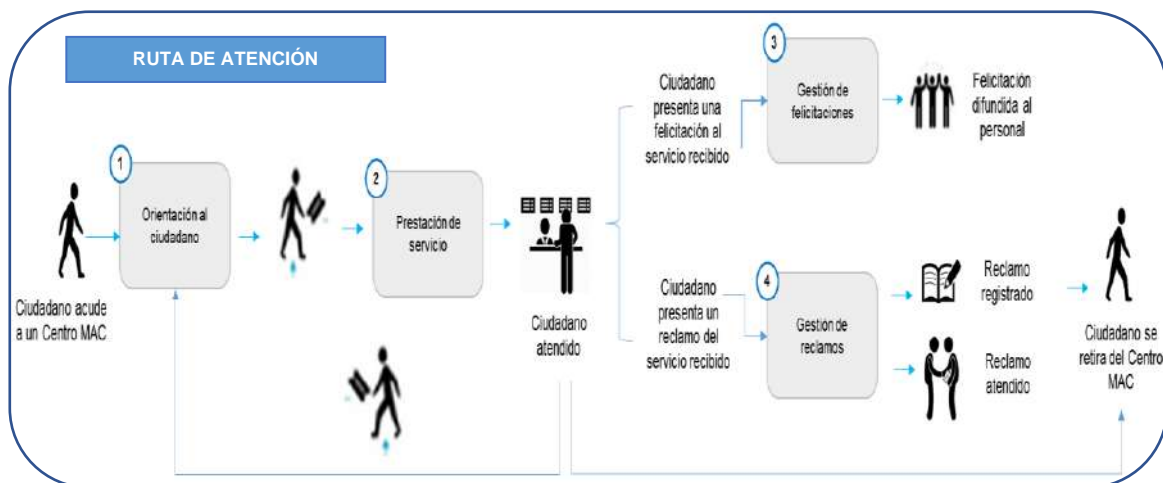 RUTA DE ATENCIÓN
1
Orientación al
ciudadano
Ciudadano acude
a un Centro MAC
2
Prestación de
servicio
Ciudadano
atendido
Ciudadano
presenta una
felicitación al
servicio recibido
3
Gestión de
felicitaciones
Felicitación
difundida al
personal
Ciudadano
presenta un
reclamo del
servicio recibido
4
Gestión de
reclamos
Reclamo
registrado
Reclamo
atendido
Ciudadano se
retira del Centro
MAC